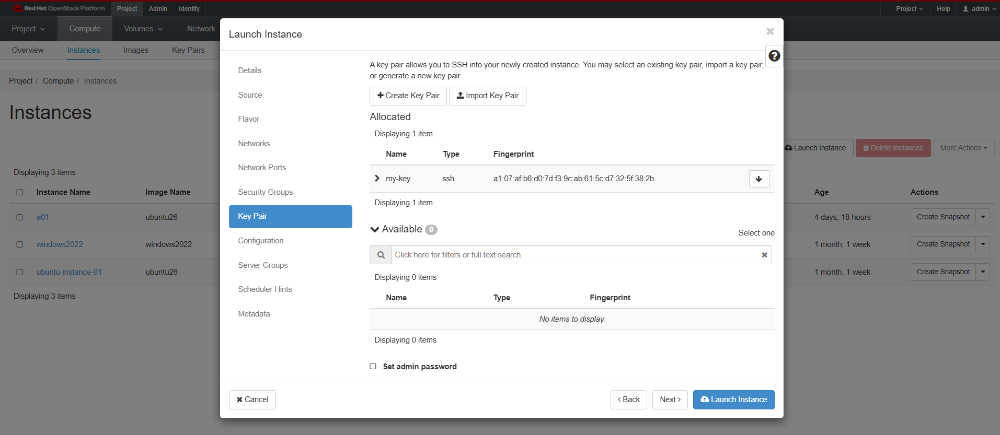 Red Hat OpenStack Platform Project Admin Identity Project Help admin
Project Compute Volumes Network
Overview Instances Images Key Pairs
Project / Compute / Instances
Instances
Launch Instance Delete Instances More Actions
Displaying 3 items
Instance Name Image Name Age Actions
a01 ubuntu26 4 days, 18 hours Create Snapshot
windows2022 windows2022 1 month, 1 week Create Snapshot
ubuntu-instance-01 ubuntu26 1 month, 1 week Create Snapshot
Displaying 3 items
Launch Instance
Details
Source
Flavor
Networks
Network Ports
Security Groups
Key Pair
Configuration
Server Groups
Scheduler Hints
Metadata
A key pair allows you to SSH into your newly created instance. You may select an existing key pair, import a key pair,
or generate a new key pair.
Create Key Pair Import Key Pair
Allocated
Displaying 1 item
Name Type Fingerprint
my-key ssh a1:07:af:b6:d0:7d:f3:9c:ab:61:5c:d7:32:5f:38:2b
Displaying 1 item
Available 0
Select one
Click here for filters or full text search.
Displaying 0 items
Name Type Fingerprint
No items to display.
Displaying 0 items
Set admin password
Cancel Back Next Launch Instance